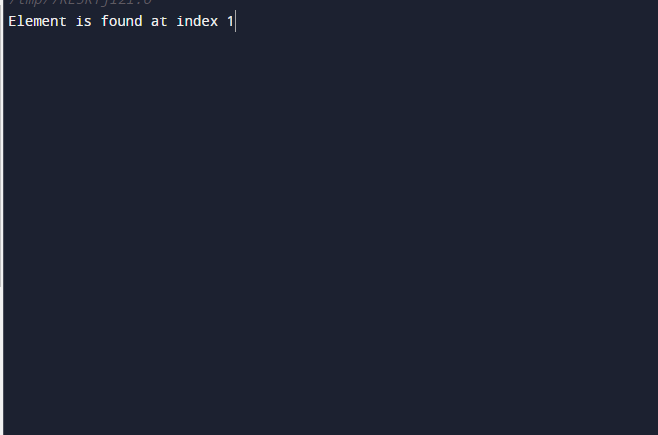 Element is found at index 1